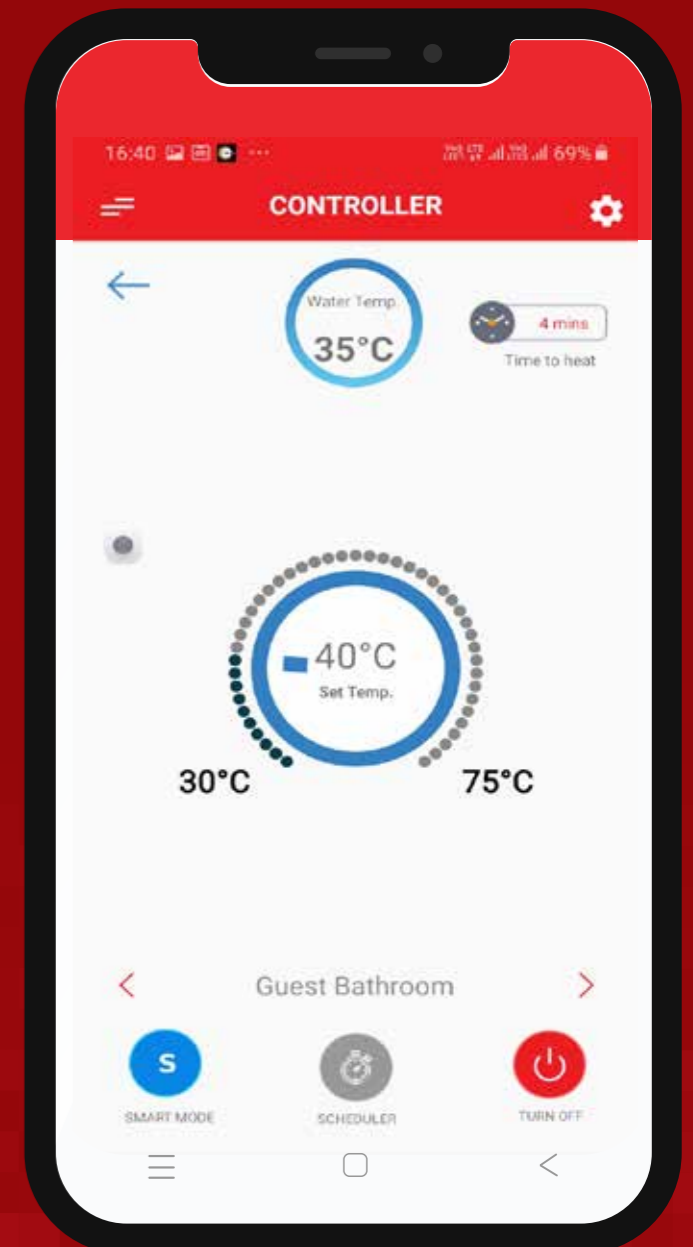 16:40 ... 69%
CONTROLLER
Water Temp.
35°C
4 mins
Time to heat
40°C
Set Temp.
30°C
75°C
Guest Bathroom
S
SMART MODE
SCHEDULER
TURN OFF